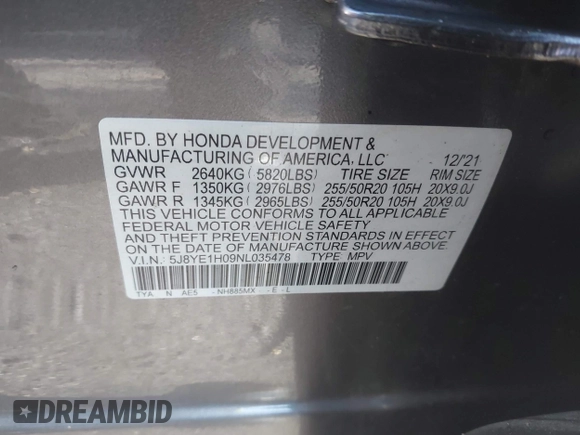 MFD. BY HONDA DEVELOPMENT &
MANUFACTURING OF AMERICA, LLC 12/21
GVWR 2640KG ( 5820LBS) TIRE SIZE RIM SIZE
GAWR F 1350KG ( 2976LBS) 255/50R20 105H 20X9.0J
GAWR R 1345KG ( 2965LBS) 255/50R20 105H 20X9.0J
THIS VEHICLE CONFORMS TO ALL APPLICABLE
FEDERAL MOTOR VEHICLE SAFETY
AND THEFT PREVENTION STANDARDS IN EFFECT
ON THE DATE OF MANUFACTURE SHOWN ABOVE.
V.I.N.: 5J8YE1H09NL035478 TYPE MPV
TYA N AE5 - NH885MX - E - L
DREAMBID